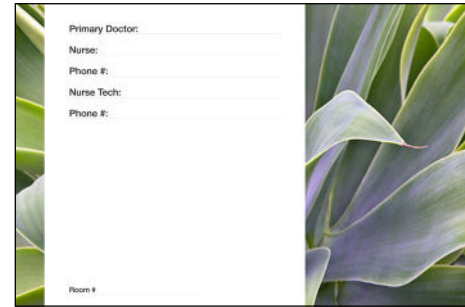 Primary Doctor:
Nurse:
Phone #:
Nurse Tech:
Phone #:
Room #